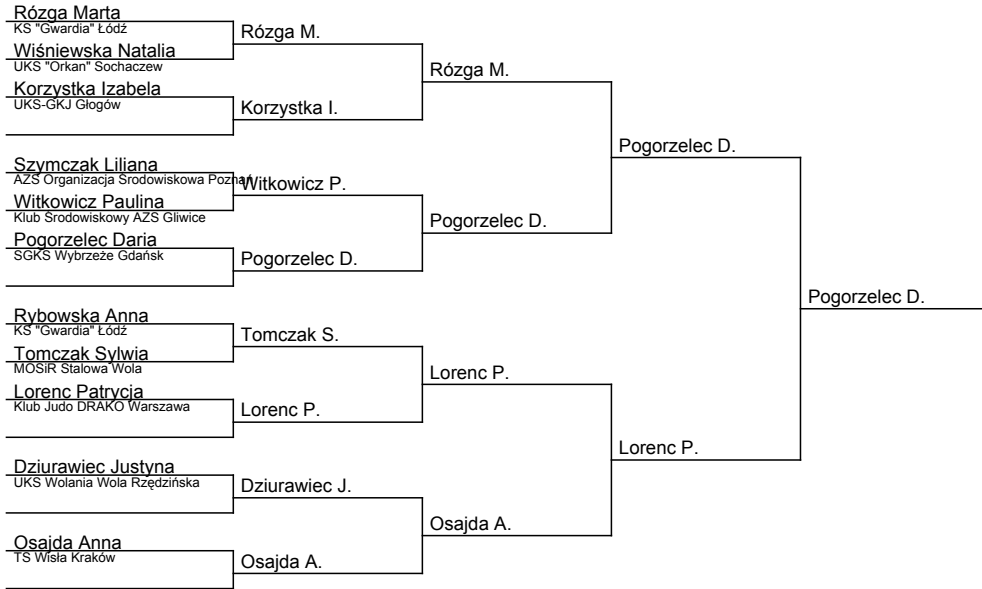 Rózga Marta
KS "Gwardia" Łódź
Wiśniewska Natalia
UKS "Orkan" Sochaczew
Korzystka Izabela
UKS-GKJ Głogów
Szymczak Liliana
AZS Organizacja Środowiskowa Poznań
Witkowicz Paulina
Klub Środowiskowy AZS Gliwice
Pogorzelec Daria
SGKS Wybrzeże Gdańsk
Rybowska Anna
KS "Gwardia" Łódź
Tomczak Sylwia
MOSiR Stalowa Wola
Lorenc Patrycja
Klub Judo DRAKO Warszawa
Dziurawiec Justyna
UKS Wolania Wola Rzędzińska
Osajda Anna
TS Wisła Kraków
Rózga M.
Korzystka I.
Witkowicz P.
Pogorzelec D.
Tomczak S.
Lorenc P.
Dziurawiec J.
Osajda A.
Rózga M.
Pogorzelec D.
Lorenc P.
Osajda A.
Pogorzelec D.
Lorenc P.
Pogorzelec D.